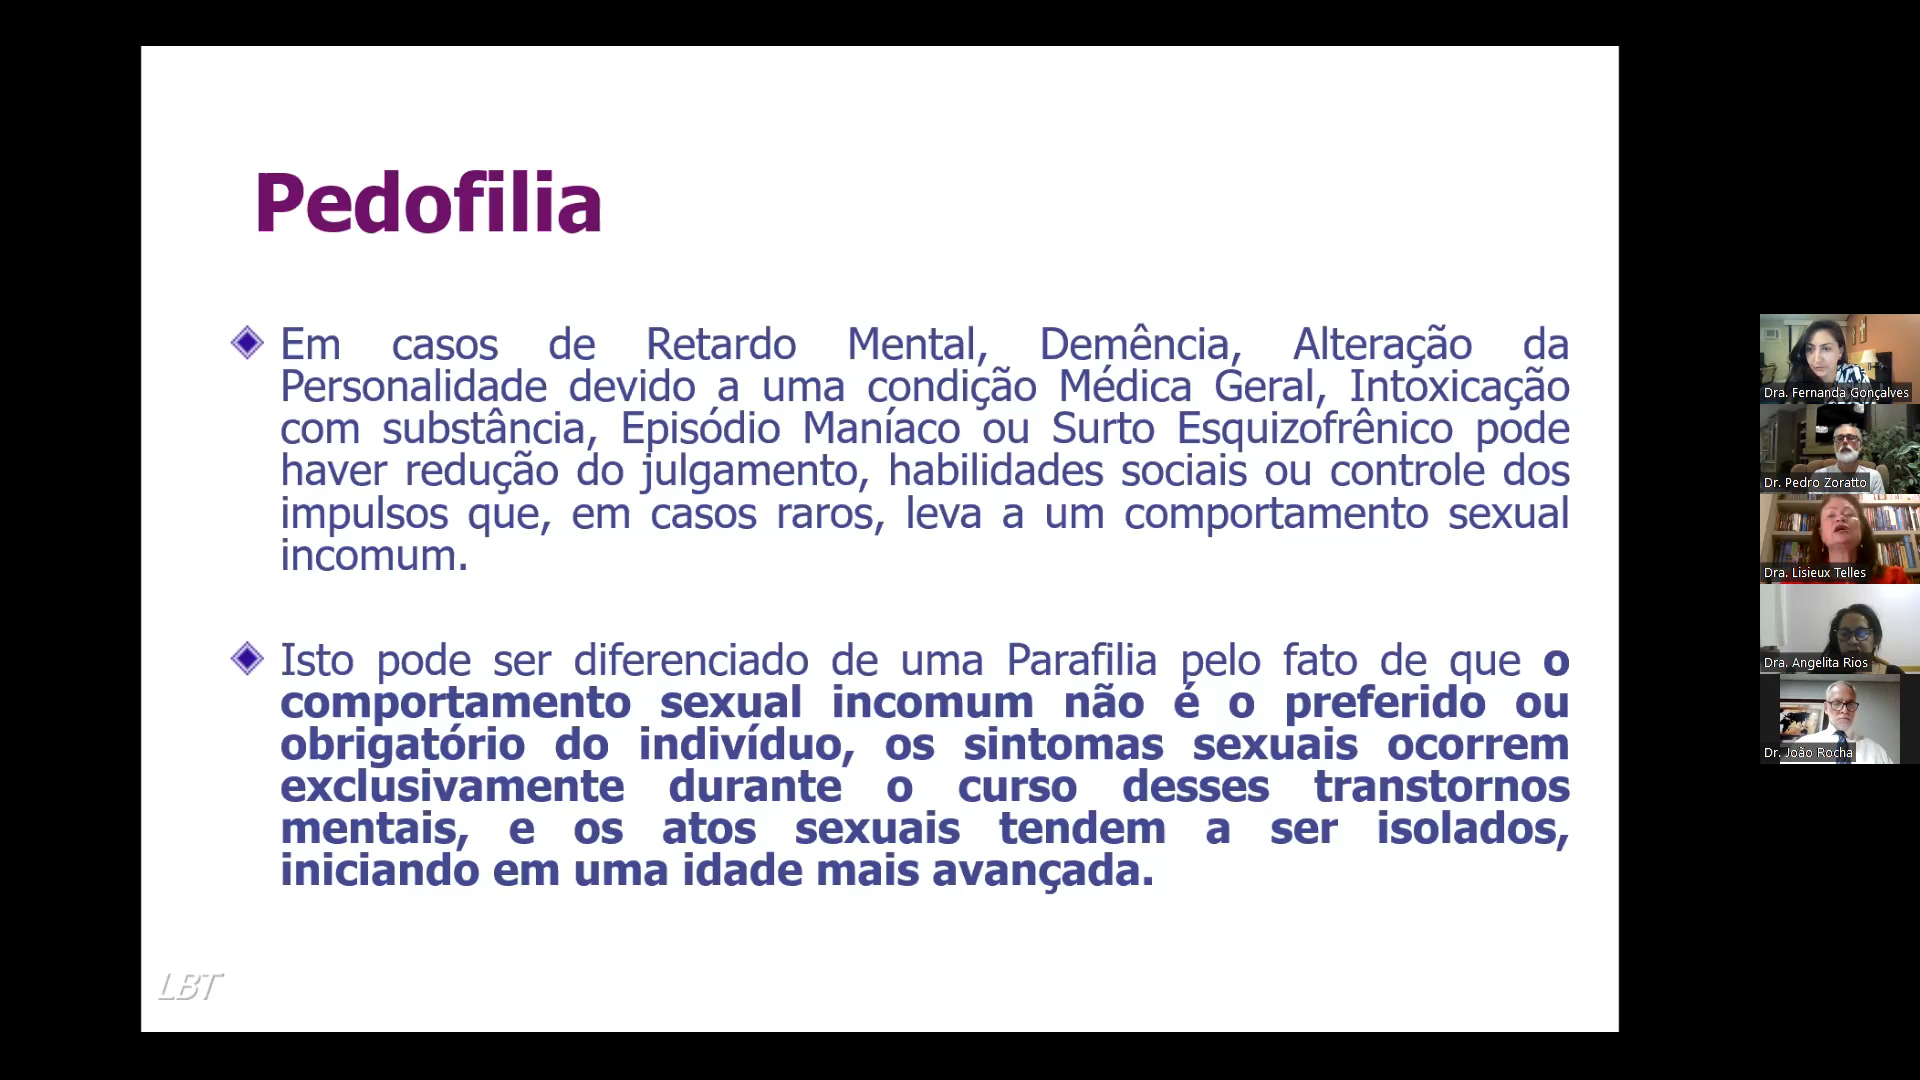 Pedofilia
Em casos de Retardo Mental, Demência, Alteração da
Personalidade devido a uma condição Médica Geral, Intoxicação
com substância, Episódio Maníaco ou Surto Esquizofrênico pode
haver redução do julgamento, habilidades sociais ou controle dos
impulsos que, em casos raros, leva a um comportamento sexual
incomum.
Isto pode ser diferenciado de uma Parafilia pelo fato de que o
comportamento sexual incomum não é o preferido ou
obrigatório do indivíduo, os sintomas sexuais ocorrem
exclusivamente durante o curso desses transtornos
mentais, e os atos sexuais tendem a ser isolados,
iniciando em uma idade mais avançada.
LBT
Dra. Fernanda Gonçalves
Dr. Pedro Zoratto
Dra. Lisieux Telles
Dra. Angelita Rios
Dr. João Rocha